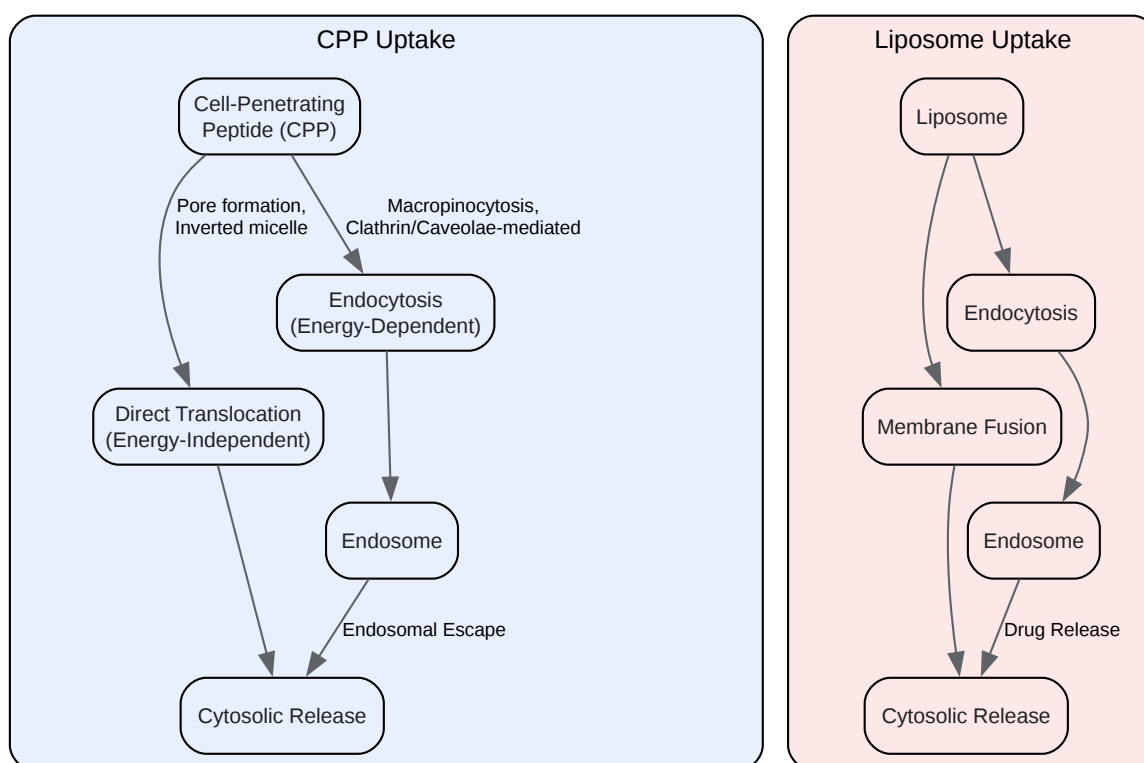 CPP Uptake
Cell-Penetrating
Peptide (CPP)
Pore formation,
Inverted micelle
Macropinocytosis,
Clathrin/Caveolae-mediated
Endocytosis
(Energy-Dependent)
Direct Translocation
(Energy-Independent)
Endosome
Endosomal Escape
Cytosolic Release
Liposome Uptake
Liposome
Endocytosis
Membrane Fusion
Endosome
Drug Release
Cytosolic Release